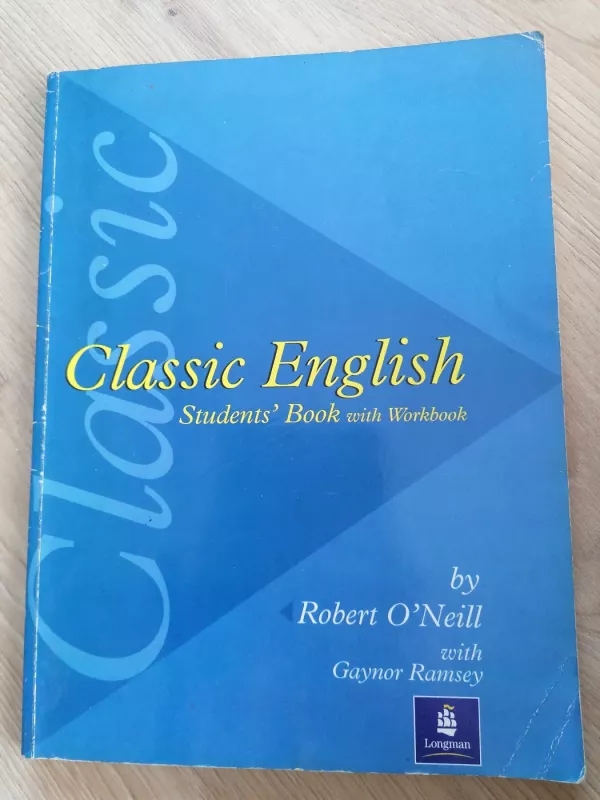 Classic
Classic English
Students' Book with Workbook
by
Robert O'Neill
with
Gaynor Ramsey
Longman